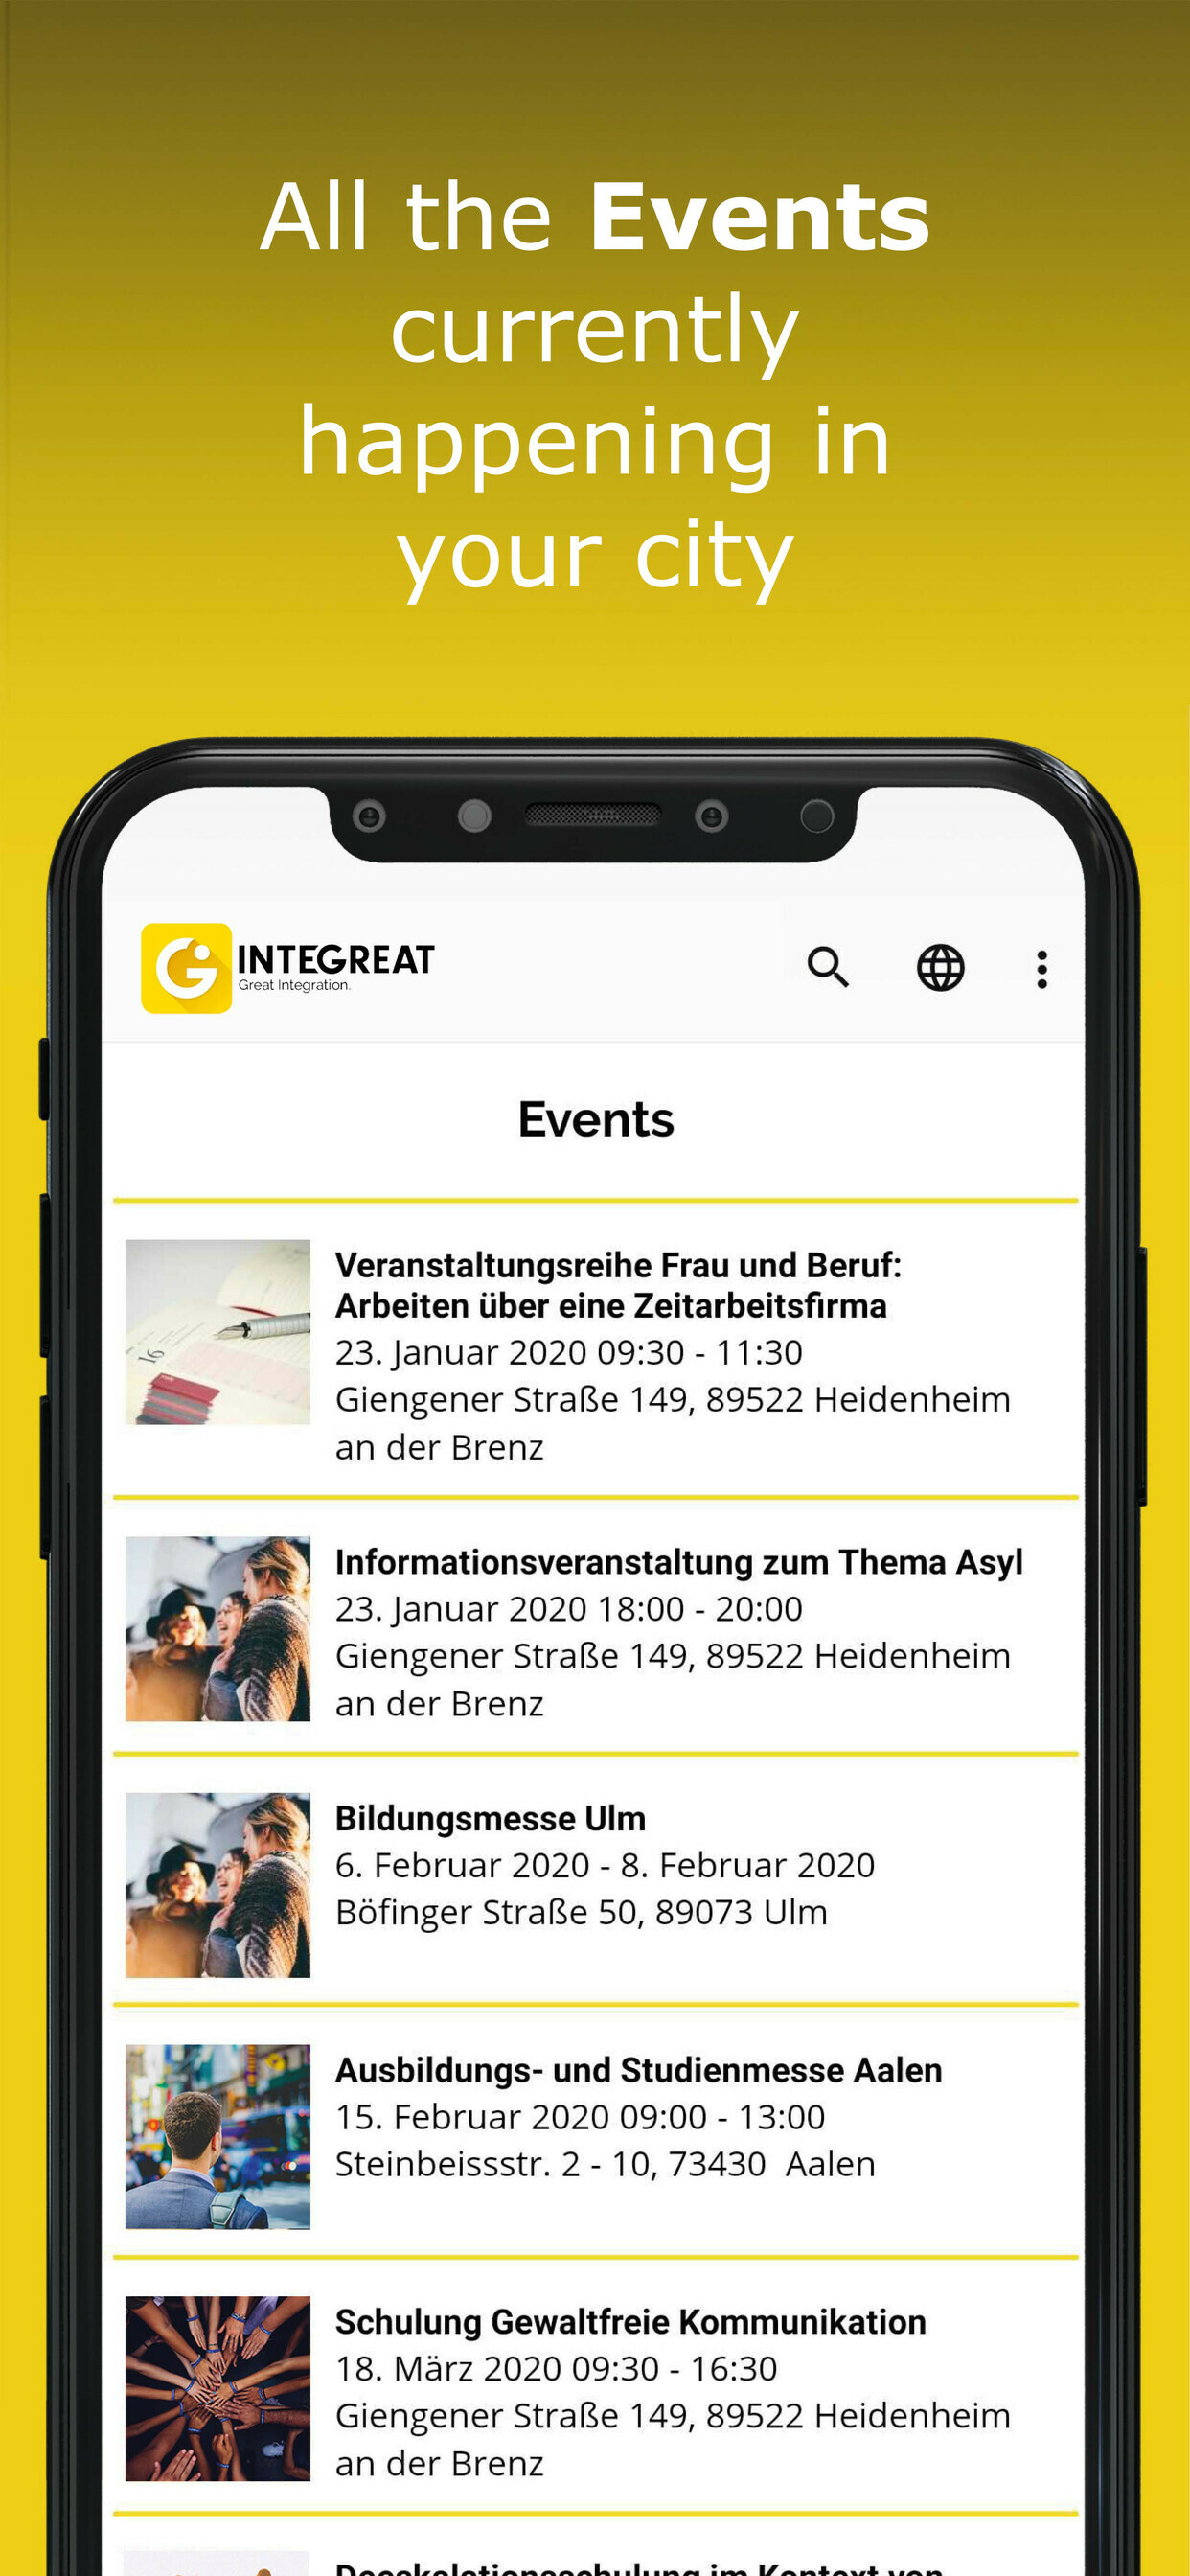 All the Events
currently
happening in
your city
INTEGREAT
Great Integration.
Events
Veranstaltungsreihe Frau und Beruf:
Arbeiten über eine Zeitarbeitsfirma
23. Januar 2020 09:30 - 11:30
Giengener Straße 149, 89522 Heidenheim
an der Brenz
Informationsveranstaltung zum Thema Asyl
23. Januar 2020 18:00 - 20:00
Giengener Straße 149, 89522 Heidenheim
an der Brenz
Bildungsmesse Ulm
6. Februar 2020 - 8. Februar 2020
Böfinger Straße 50, 89073 Ulm
Ausbildungs- und Studienmesse Aalen
15. Februar 2020 09:00 - 13:00
Steinbeissstr. 2 - 10, 73430  Aalen
Schulung Gewaltfreie Kommunikation
18. März 2020 09:30 - 16:30
Giengener Straße 149, 89522 Heidenheim
an der Brenz
Deeskalationsschulung im Kontext von